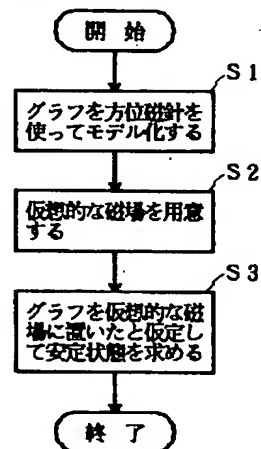 開 始
S1
グラフを方位磁針を
使ってモデル化する
S2
仮想的な磁場を用意
する
S3
グラフを仮想的な磁
場に置いたと仮定し
て安定状態を求める
終 了